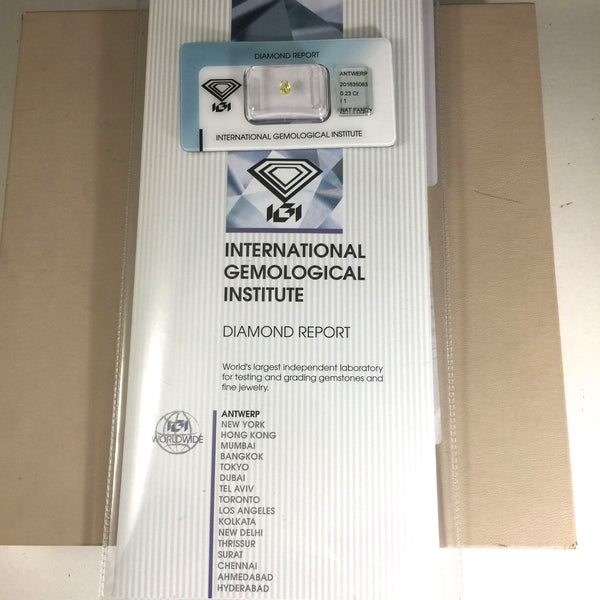 DIAMOND REPORT
ANTWERP
201635083
0.23 Ct
I 1
NAT FANCY
IGI
INTERNATIONAL GEMOLOGICAL INSTITUTE
IGI
INTERNATIONAL
GEMOLOGICAL
INSTITUTE
DIAMOND REPORT
World's largest independent laboratory
for testing and grading gemstones and
fine jewelry.
IGI
WORLDWIDE
ANTWERP
NEW YORK
HONG KONG
MUMBAI
BANGKOK
TOKYO
DUBAI
TEL AVIV
TORONTO
LOS ANGELES
KOLKATA
NEW DELHI
THRISSUR
SURAT
CHENNAI
AHMEDABAD
HYDERABAD